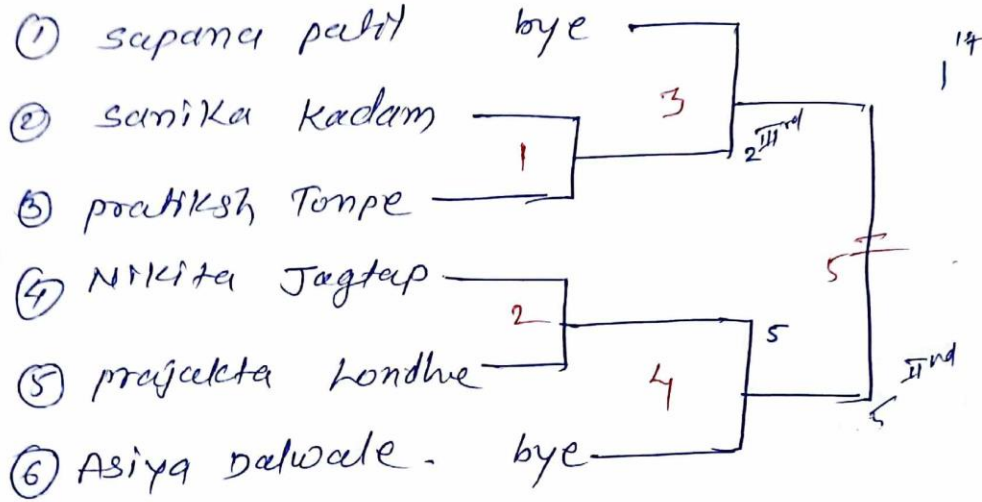 ① sapana patil bye
1 1st
② sanika Kadam
3
2 IIIrd
1
③ pratiksh Tonpe
④ Nikita Jagtap
5
2
5
⑤ prajakta Londhe
4
5 IInd
⑥ Asiya Dalwale. bye